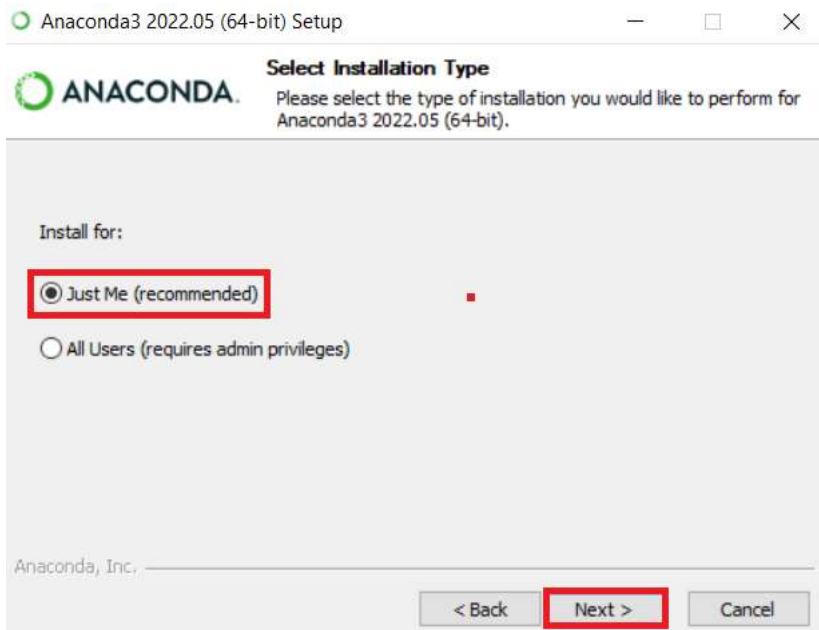 Anaconda3 2022.05 (64-bit) Setup
ANACONDA.
Select Installation Type
Please select the type of installation you would like to perform for
Anaconda3 2022.05 (64-bit).
Install for:
Just Me (recommended)
All Users (requires admin privileges)
Anaconda, Inc.
< Back
Next >
Cancel